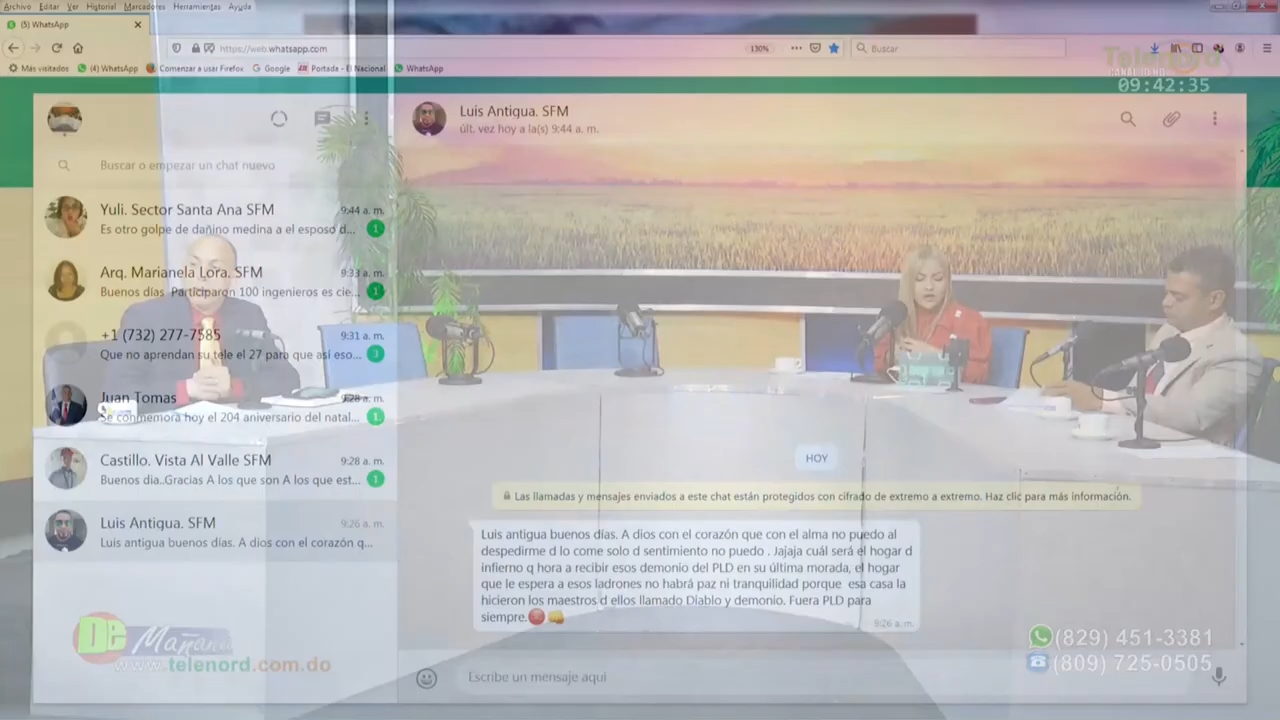 Archivo Editar Ver Historial Marcadores Herramientas Ayuda
(5) WhatsApp
https://web.whatsapp.com
130%
Buscar
Más visitados
(4) WhatsApp
Comenzar a usar Firefox
Google
Portada - El Nacional
WhatsApp
Telenord
CANAL 10 HD
09:42:35
Luis Antigua. SFM
últ. vez hoy a la(s) 9:44 a. m.
Buscar o empezar un chat nuevo
Yuli. Sector Santa Ana SFM
9:44 a. m.
Es otro golpe de dañino medina a el esposo d...
1
Arq. Marianela Lora. SFM
9:33 a. m.
Buenos días Participaron 100 ingenieros es cie...
1
+1 (732) 277-7585
9:31 a. m.
Que no aprendan su tele el 27 para que asi eso...
3
Juan Tomas
9:28 a. m.
Se conmemora hoy el 204 aniversario del natal...
1
Castillo. Vista Al Valle SFM
9:28 a. m.
Buenos dia..Gracias A los que son A los que est...
1
Luis Antigua. SFM
9:26 a. m.
Luis antigua buenos días. A dios con el corazón q...
HOY
Las llamadas y mensajes enviados a este chat están protegidos con cifrado de extremo a extremo. Haz clic para más información.
Luis antigua buenos días. A dios con el corazón que con el alma no puedo al
despedirme d lo come solo d sentimiento no puedo . Jajaja cuál será el hogar d
infierno q hora a recibir esos demonio del PLD en su última morada, el hogar
que le espera a esos ladrones no habrá paz ni tranquilidad porque esa casa la
hicieron los maestros d ellos llamado Diablo y demonio. Fuera PLD para
siempre.
9:26 a. m.
De Mañana
www.telenord.com.do
(829) 451-3381
(809) 725-0505
Escribe un mensaje aquí